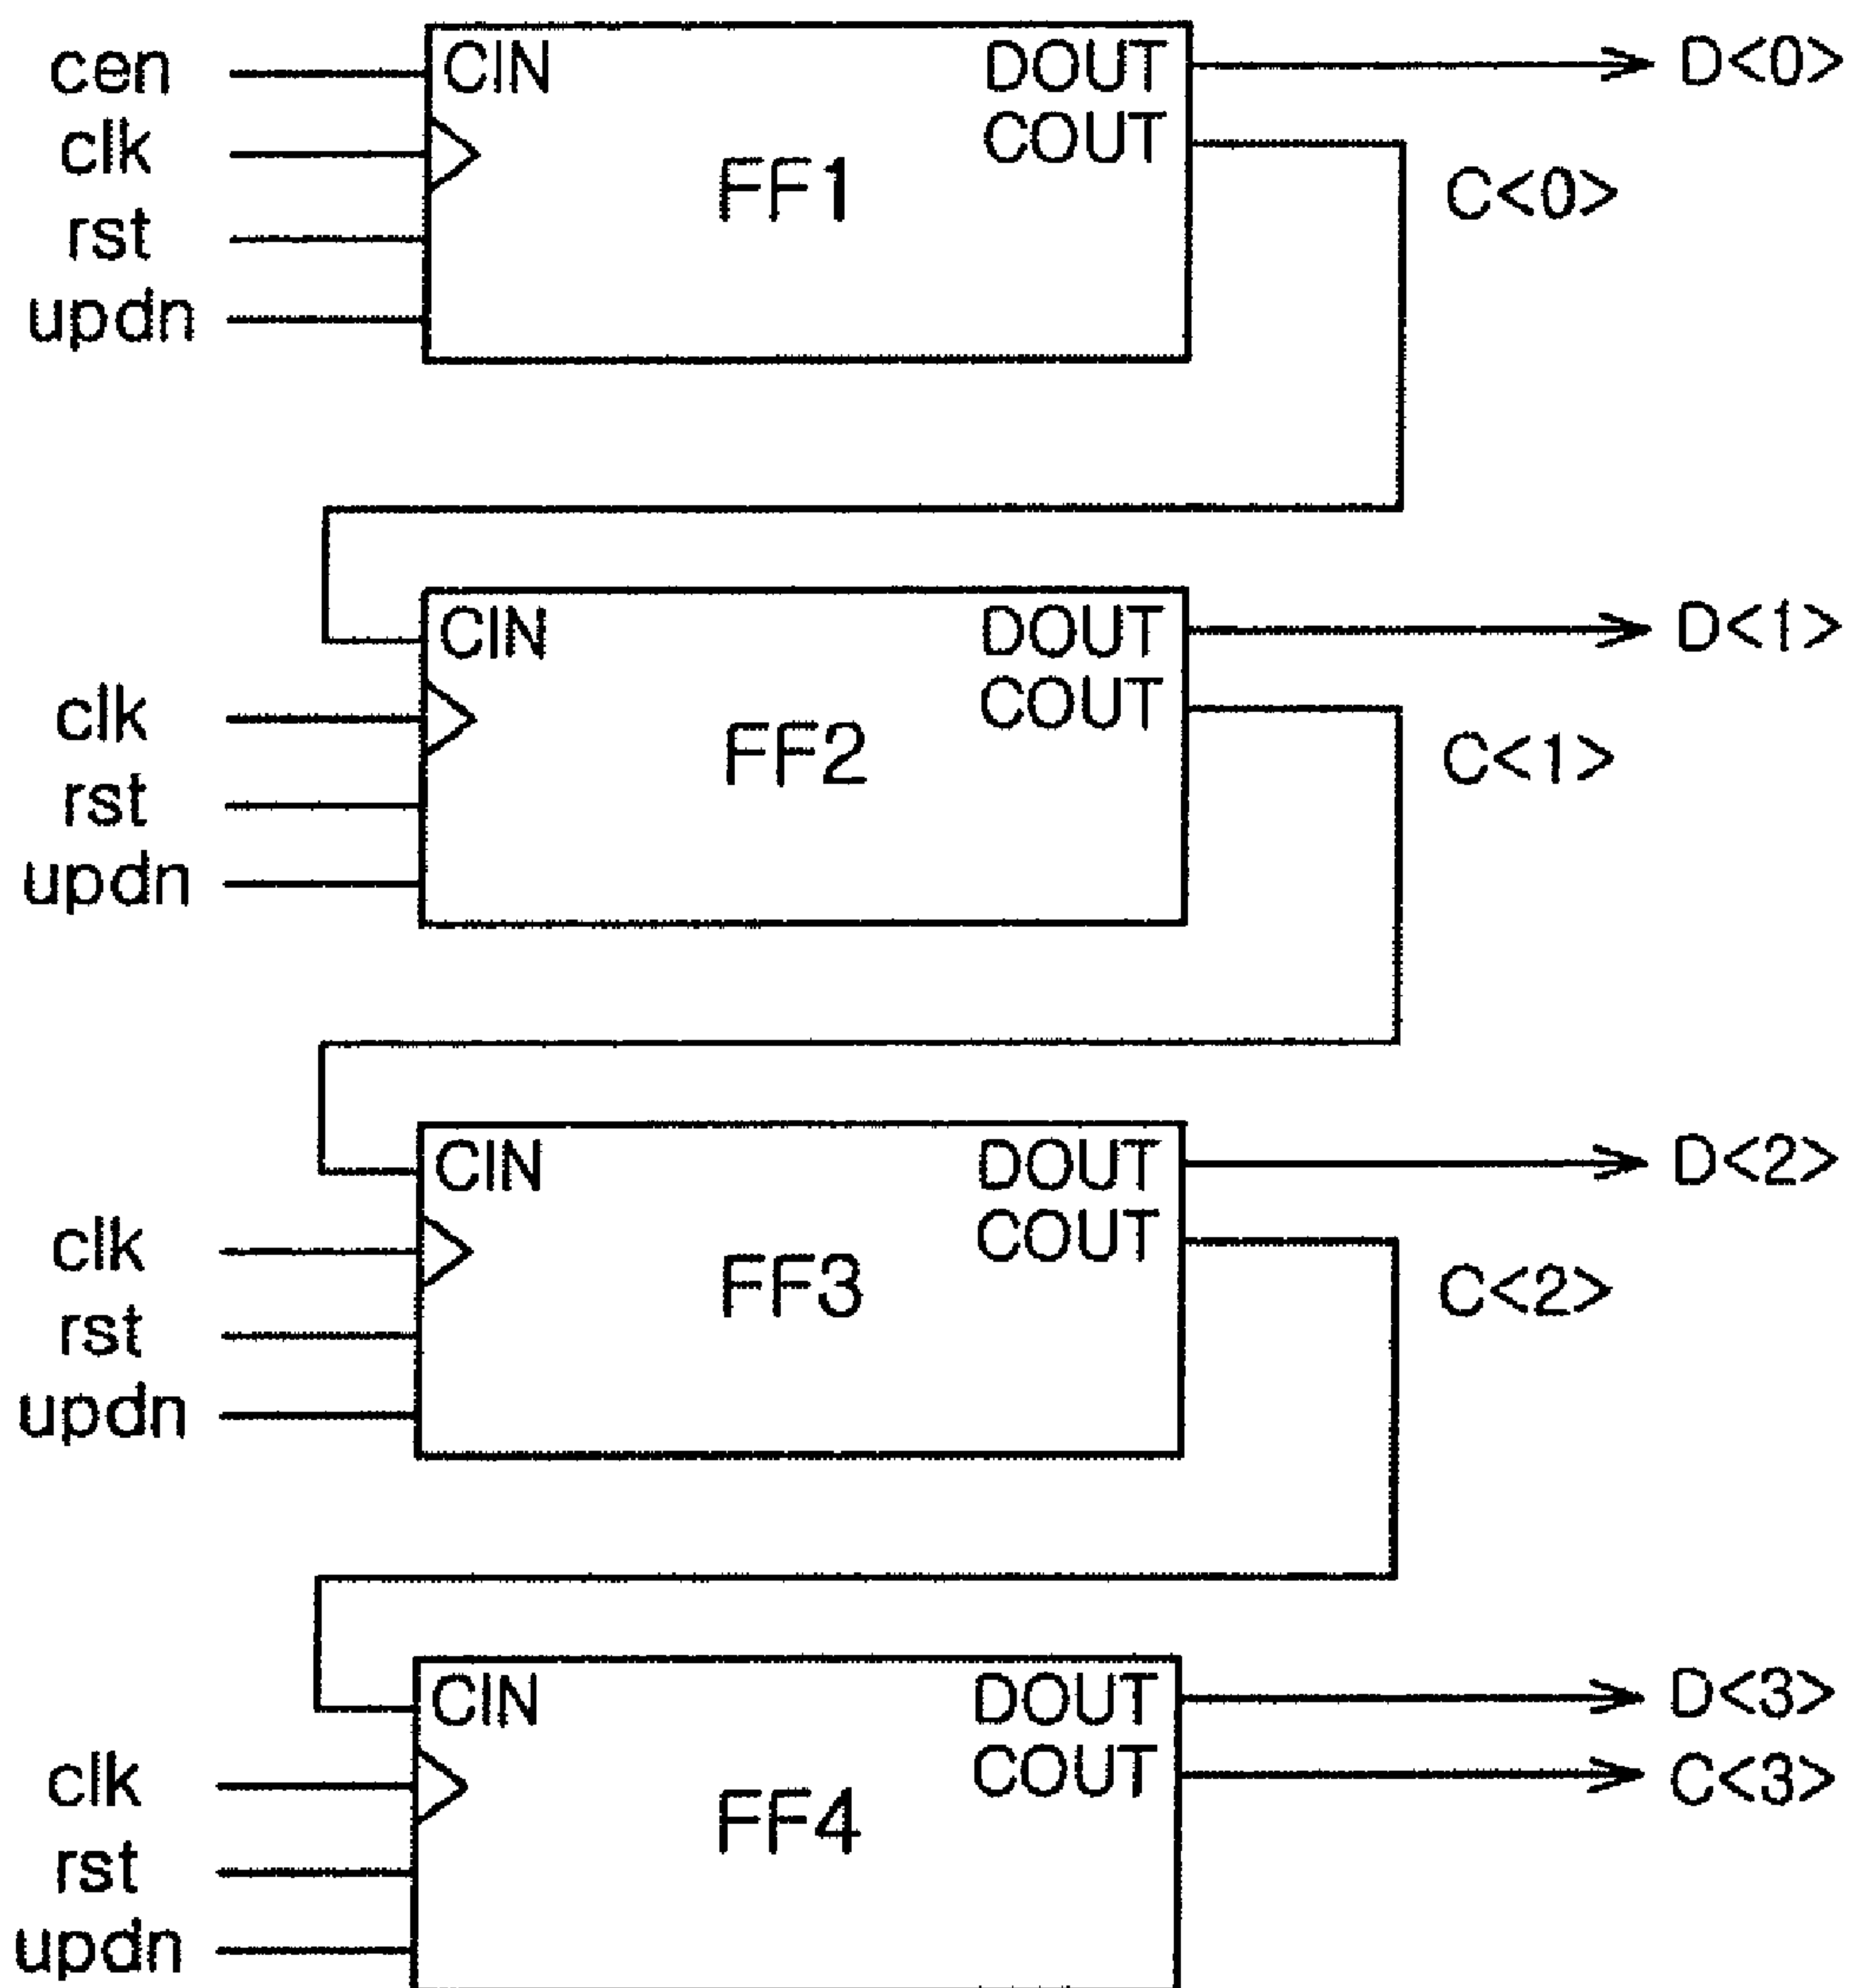 cen CIN DOUT D<0>
clk COUT
FF1 C<0>
rst
updn
CIN DOUT D<1>
clk COUT
FF2 C<1>
rst
updn
CIN DOUT D<2>
clk COUT
FF3 C<2>
rst
updn
CIN DOUT D<3>
clk COUT C<3>
FF4
rst
updn